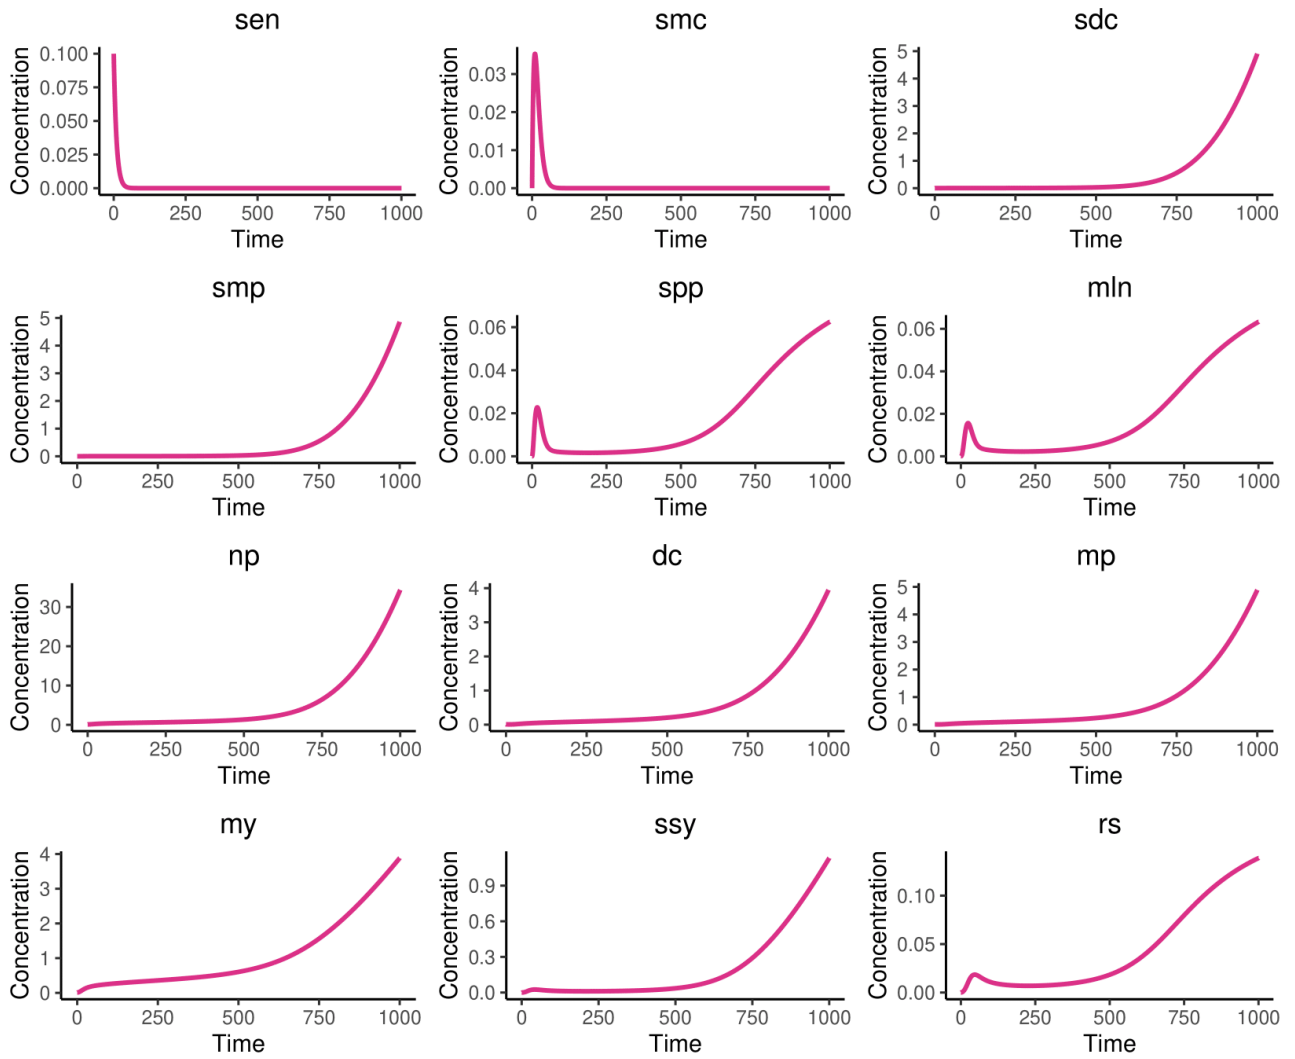 sen
smc
sdc
Concentration
0.100
0.075
0.050
0.025
0.000
0 250 500 750 1000
Time
Concentration
0.03
0.02
0.01
0.00
0 250 500 750 1000
Time
Concentration
5
4
3
2
1
0
0 250 500 750 1000
Time
smp
spp
mln
Concentration
5
4
3
2
1
0
0 250 500 750 1000
Time
Concentration
0.06
0.04
0.02
0.00
0 250 500 750 1000
Time
Concentration
0.06
0.04
0.02
0.00
0 250 500 750 1000
Time
np
dc
mp
Concentration
30
20
10
0
0 250 500 750 1000
Time
Concentration
4
3
2
1
0
0 250 500 750 1000
Time
Concentration
5
4
3
2
1
0
0 250 500 750 1000
Time
my
ssy
rs
Concentration
4
3
2
1
0
0 250 500 750 1000
Time
Concentration
0.9
0.6
0.3
0.0
0 250 500 750 1000
Time
Concentration
0.10
0.05
0.00
0 250 500 750 1000
Time